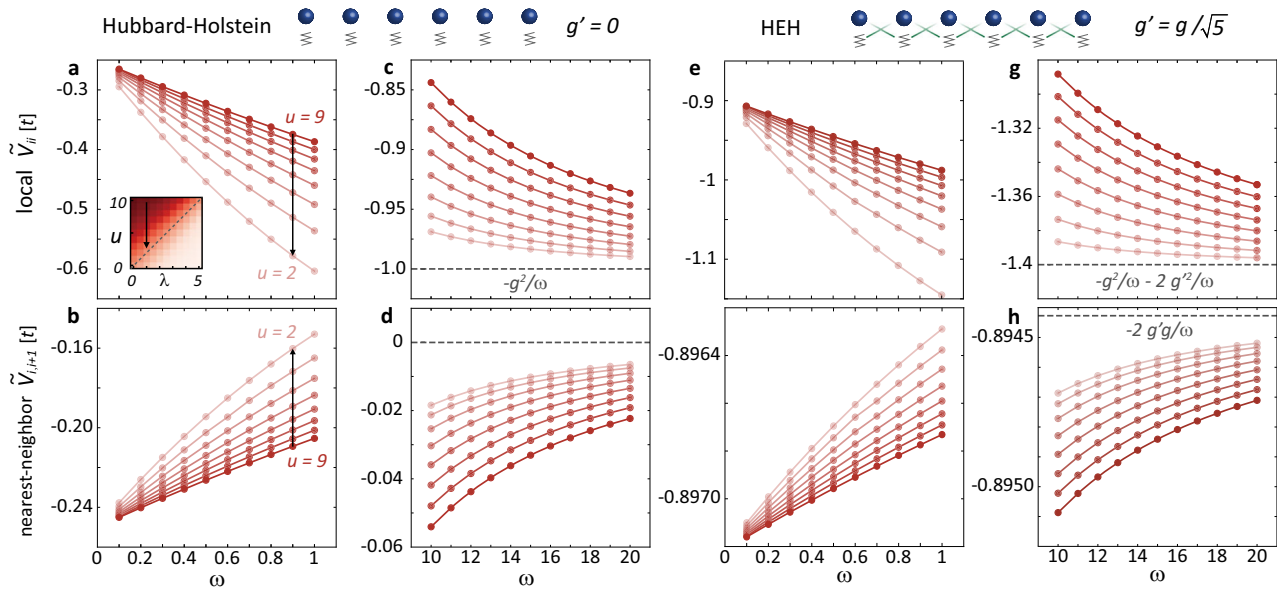 Hubbard-Holstein
g' = 0
HEH
g' = g/√5
a
c
e
g
local Ṽii [t]
-0.3
-0.4
-0.5
-0.6
u = 9
u = 2
10
u
0
0 λ 5
-0.85
-0.90
-0.95
-1.0
-g²/ω
-0.9
-1
-1.1
-1.32
-1.36
-1.4
-g²/ω - 2 g'²/ω
b
d
h
nearest-neighbor Ṽi,i+1 [t]
-0.16
-0.20
-0.24
u = 2
u = 9
0 0.2 0.4 0.6 0.8 1
ω
0
-0.02
-0.04
-0.06
10 12 14 16 18 20
ω
-0.8964
-0.8970
0 0.2 0.4 0.6 0.8 1
ω
-0.8945
-0.8950
-2 g'g/ω
10 12 14 16 18 20
ω